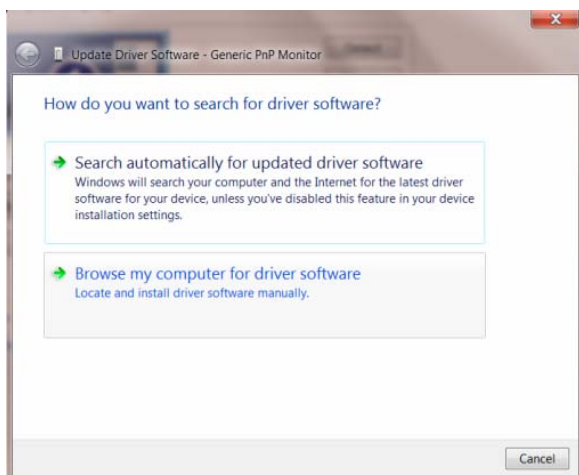 Update Driver Software - Generic PnP Monitor
How do you want to search for driver software?
Search automatically for updated driver software
Windows will search your computer and the Internet for the latest driver
software for your device, unless you've disabled this feature in your device
installation settings.
Browse my computer for driver software
Locate and install driver software manually.
Cancel